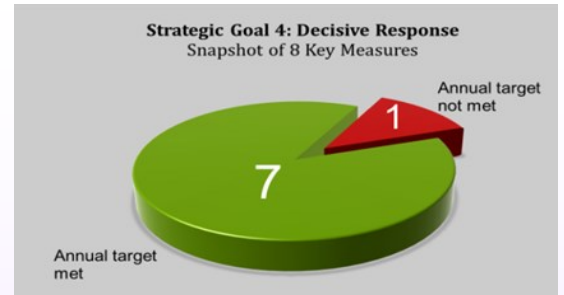 Strategic Goal 4: Decisive Response
Snapshot of 8 Key Measures
Annual target
not met
1
7
Annual target
met